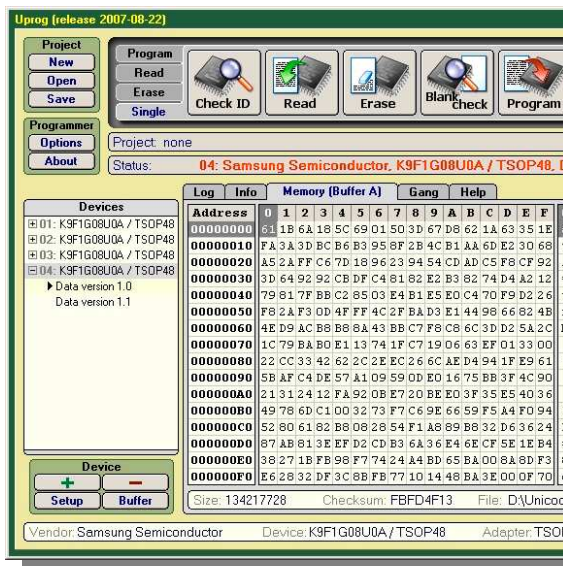 Uprog (release 2007-08-22)
Project
New
Open
Save
Program
Read
Erase
Single
Check ID
Read
Erase
Blank check
Program
Programmer
Options
About
Project: none
Status: 04: Samsung Semiconductor, K9F1G08U0A / TSOP48, D
Log Info Memory (Buffer A) Gang Help
Devices
01: K9F1G08U0A / TSOP48
02: K9F1G08U0A / TSOP48
03: K9F1G08U0A / TSOP48
04: K9F1G08U0A / TSOP48
Data version 1.0
Data version 1.1
Address 0 1 2 3 4 5 6 7 8 9 A B C D E F
00000000 61 1B 6A 18 5C 69 01 50 3D 67 D8 62 1A 63 35 1E
00000010 FA 3A 3D BC B6 B3 95 8F 2B 4C B1 AA 6D E2 30 68
00000020 A5 2A FF C6 7D 18 96 23 94 54 CD AD C5 F8 CF 92
00000030 3D 64 92 92 CB DF C4 81 82 E2 B3 82 74 D4 A2 12
00000040 79 81 7F BB C2 85 03 E4 B1 E5 E0 C4 70 F9 D2 26
00000050 F8 2A F3 0D 4F FF 4C 2F BA D3 E1 44 98 66 82 4B
00000060 4E D9 AC B8 B8 8A 43 BB C7 F8 C8 6C 3D D2 5A 2C
00000070 1C 79 BA B0 E1 13 74 1F C7 19 06 63 EF 01 33 00
00000080 22 CC 33 42 62 2C 2E EC 26 6C AE D4 94 1F E9 61
00000090 5B AF C4 DE 57 A1 09 59 0D E0 16 75 BB 3F 4C 90
000000A0 21 31 24 12 FA 92 0B E7 20 BE E0 3F 35 E5 40 36
000000B0 49 78 6D C1 00 32 73 F7 C6 9E 66 59 F5 A4 F0 94
000000C0 52 80 61 82 B8 08 28 54 F1 A8 89 B8 32 D6 36 24
000000D0 87 AB 81 3E EF D2 CD B3 6A 36 E4 6E CF 5E 1E B4
000000E0 38 27 1B FB 98 F7 74 24 A4 BD 65 BA 00 8A 8D F3
000000F0 E6 28 32 DF 3C 8B FB 77 10 14 48 BA 3E 00 0F 70
Device
Setup Buffer
Size: 134217728 Checksum: FBFD4F13 File: D:\Unicod
Vendor: Samsung Semiconductor Device: K9F1G08U0A / TSOP48 Adapter: TSO